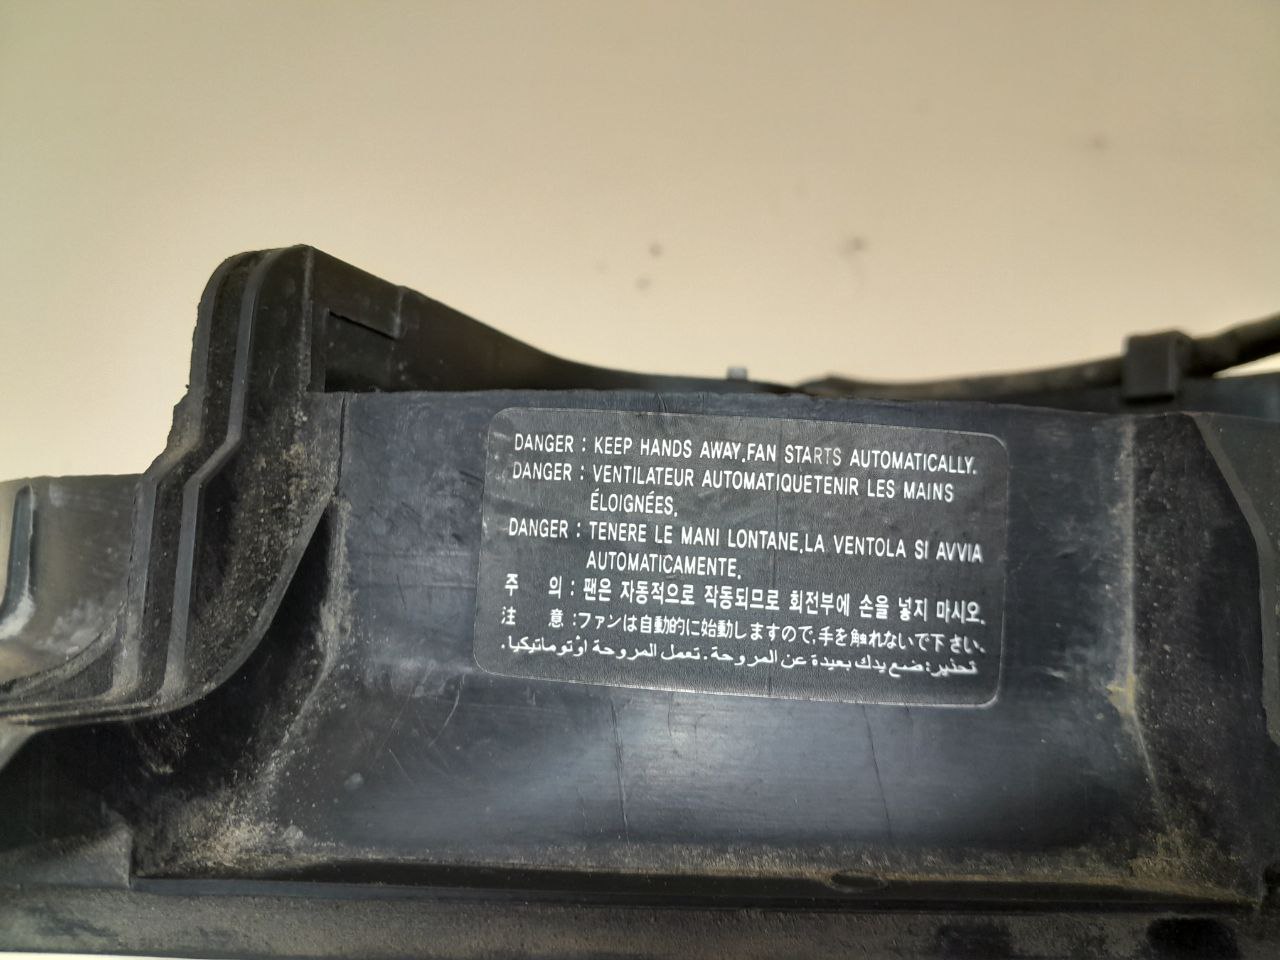 DANGER : KEEP HANDS AWAY,FAN STARTS AUTOMATICALLY.
DANGER : VENTILATEUR AUTOMATIQUETENIR LES MAINS
ÉLOIGNÉES,
DANGER : TENERE LE MANI LONTANE,LA VENTOLA SI AVVIA
AUTOMATICAMENTE,
주 의 : 팬은 자동적으로 작동되므로 회전부에 손을 넣지 마시오.
注 意 :ファンは自動的に始動しますので,手を触れないで下さい.
تحذير: ضع يدك بعيدة عن المروحة. تعمل المروحة اوْتوماتيكيا.